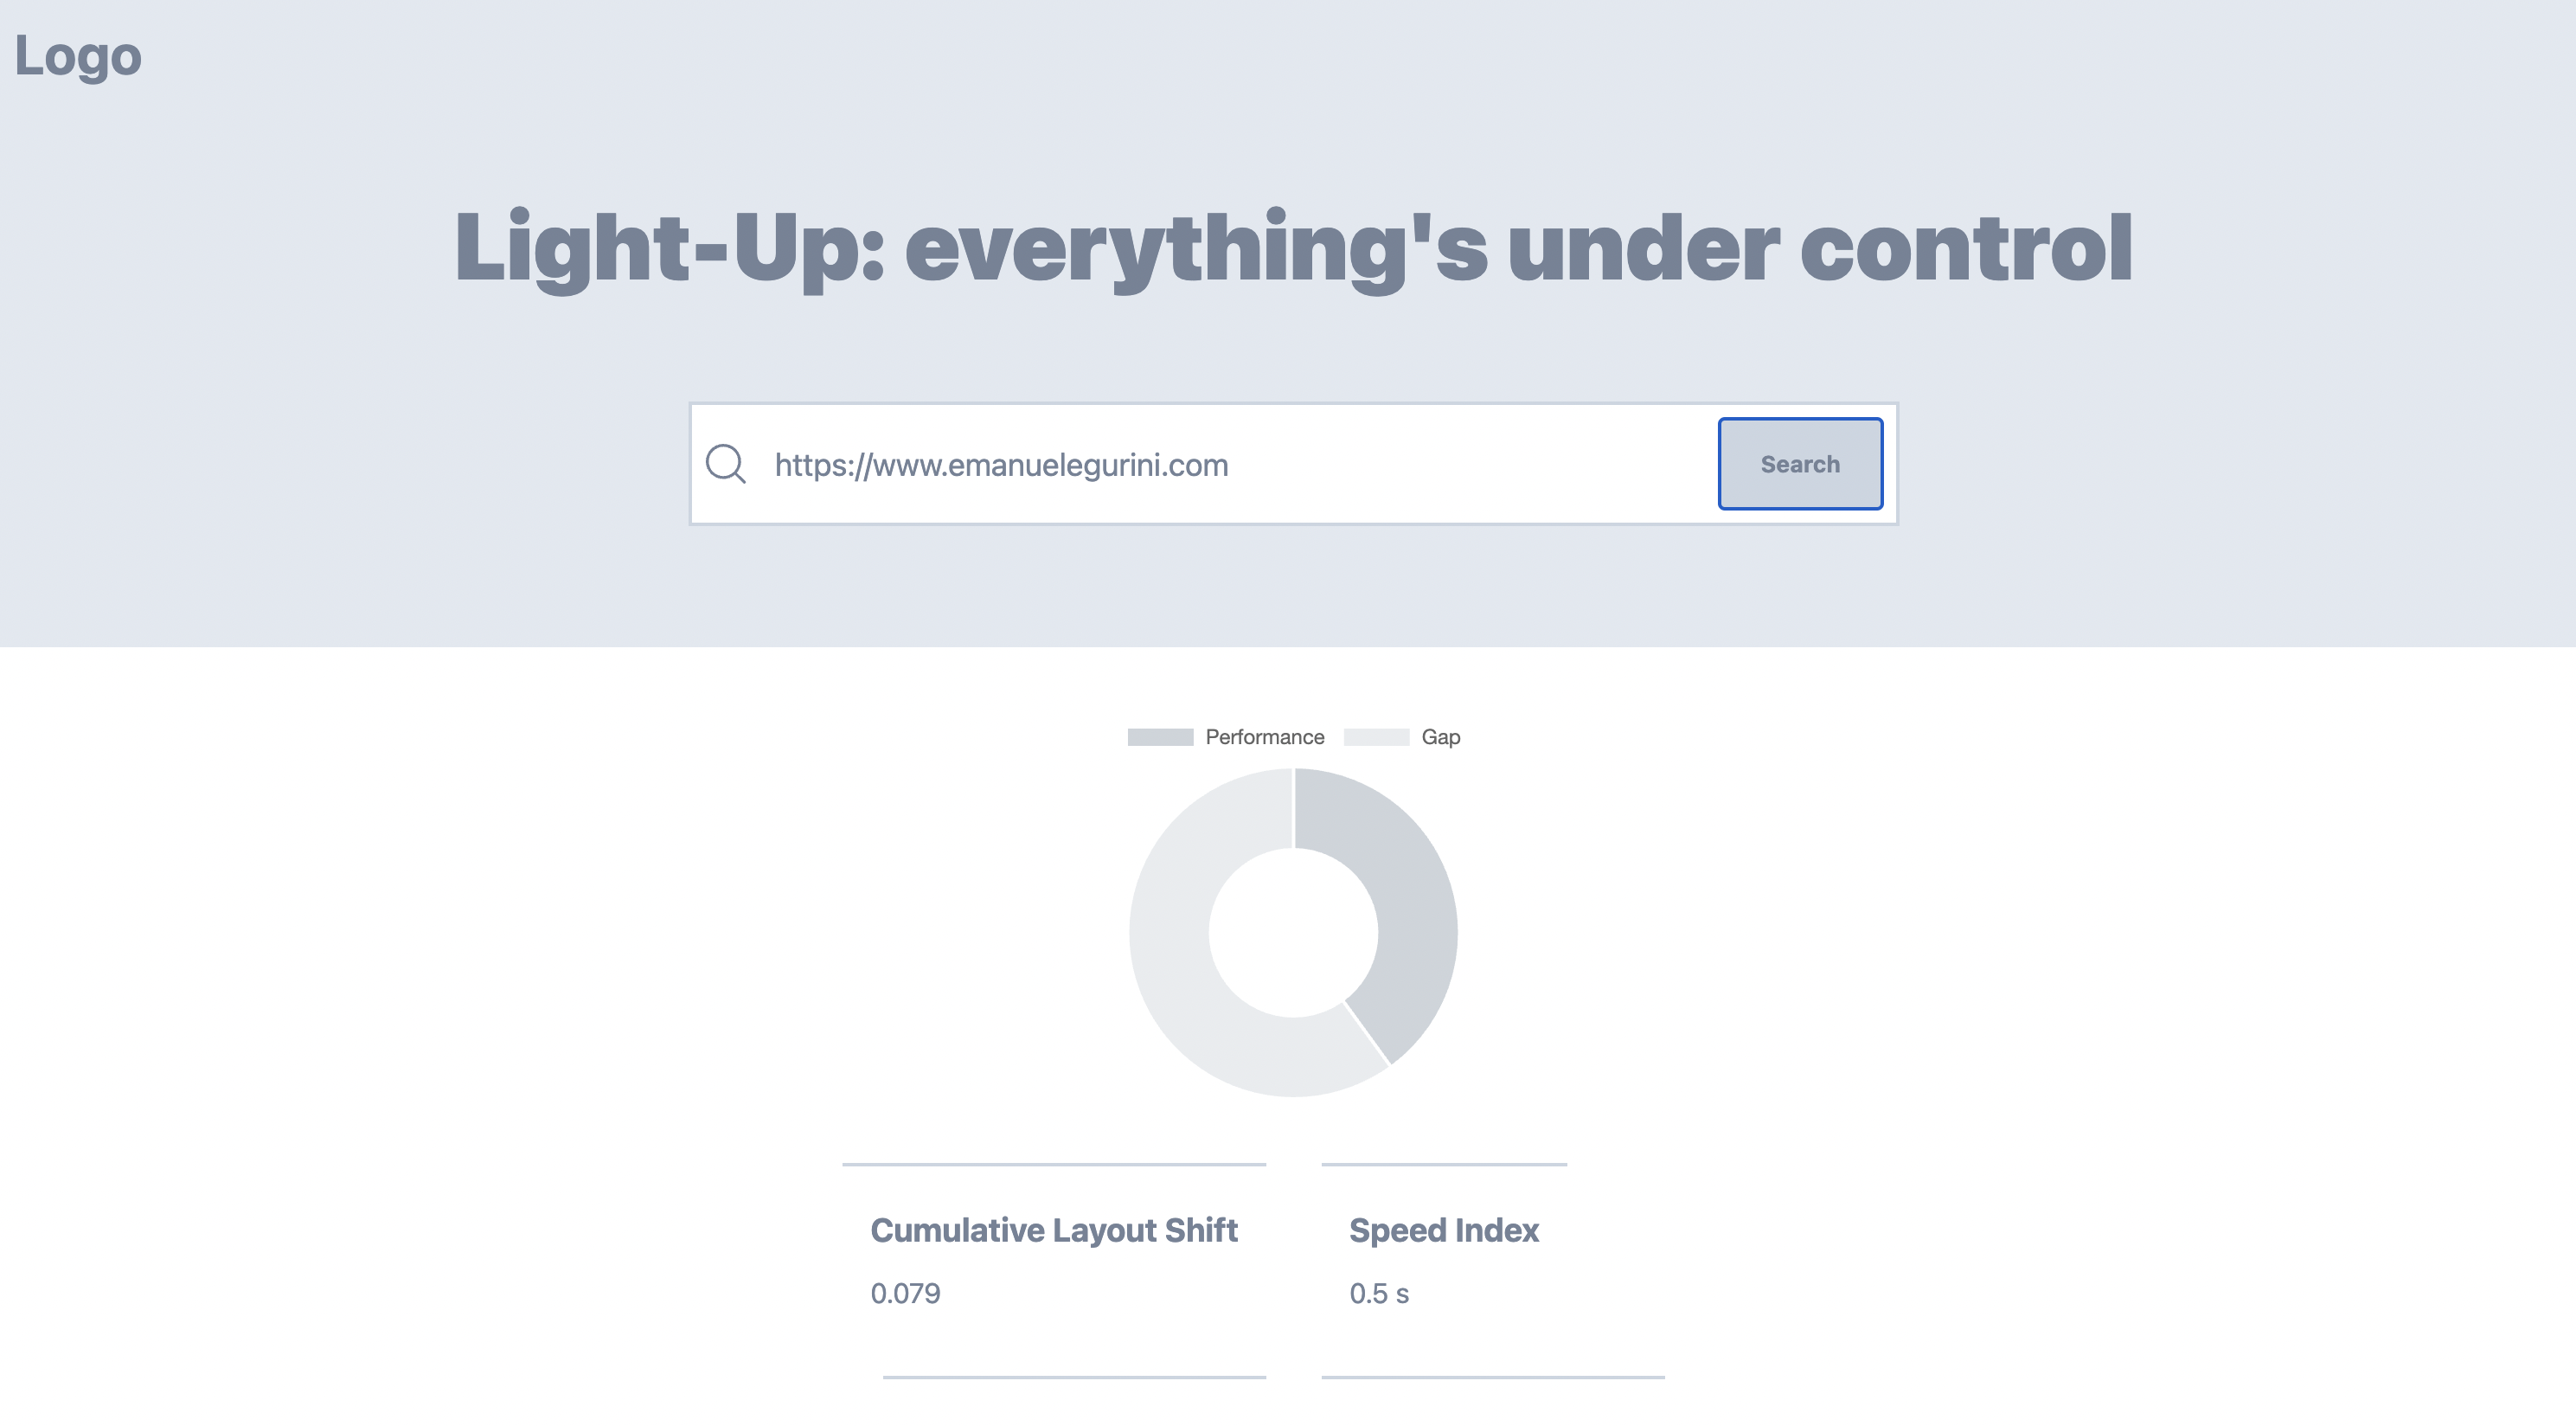 Logo
Light-Up: everything's under control
https://www.emanuelegurini.com
Search
Performance Gap
Cumulative Layout Shift
Speed Index
0.079
0.5 s